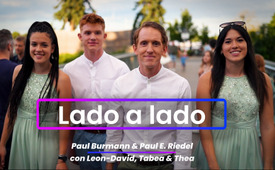 Lado a lado
Paul Burmann & Paul E. Riedel
con Leon-David, Tabea & Thea